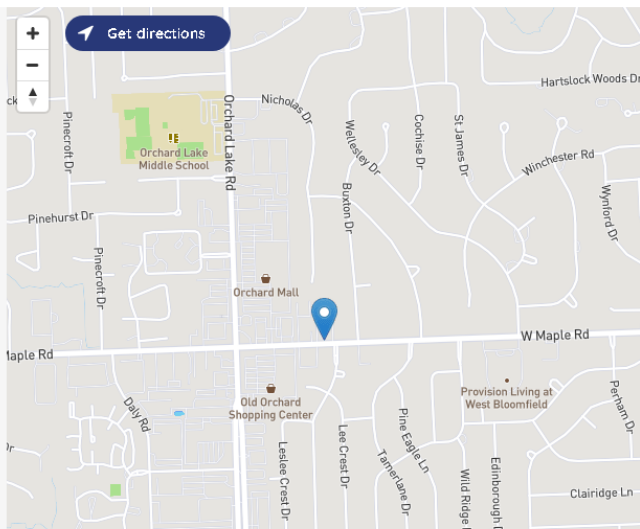 +
Get directions
−
Hartslock Woods Dr
ck
Pinecroft Dr
Orchard Lake Rd
Nicholas Dr
Wellesley Dr
Cochise Dr
St James Dr
Orchard Lake
Middle School
Winchester Rd
Wynford Dr
Buxton Dr
Pinehurst Dr
Pinecroft Dr
Orchard Mall
W Maple Rd
Maple Rd
Old Orchard
Shopping Center
Provision Living at
West Bloomfield
Perham Dr
Daly Rd
Dr
Leslee Crest Dr
Lee Crest Dr
Tamerlane Dr
Pine Eagle Ln
Wild Ridge
Edinborough
Clairidge Ln